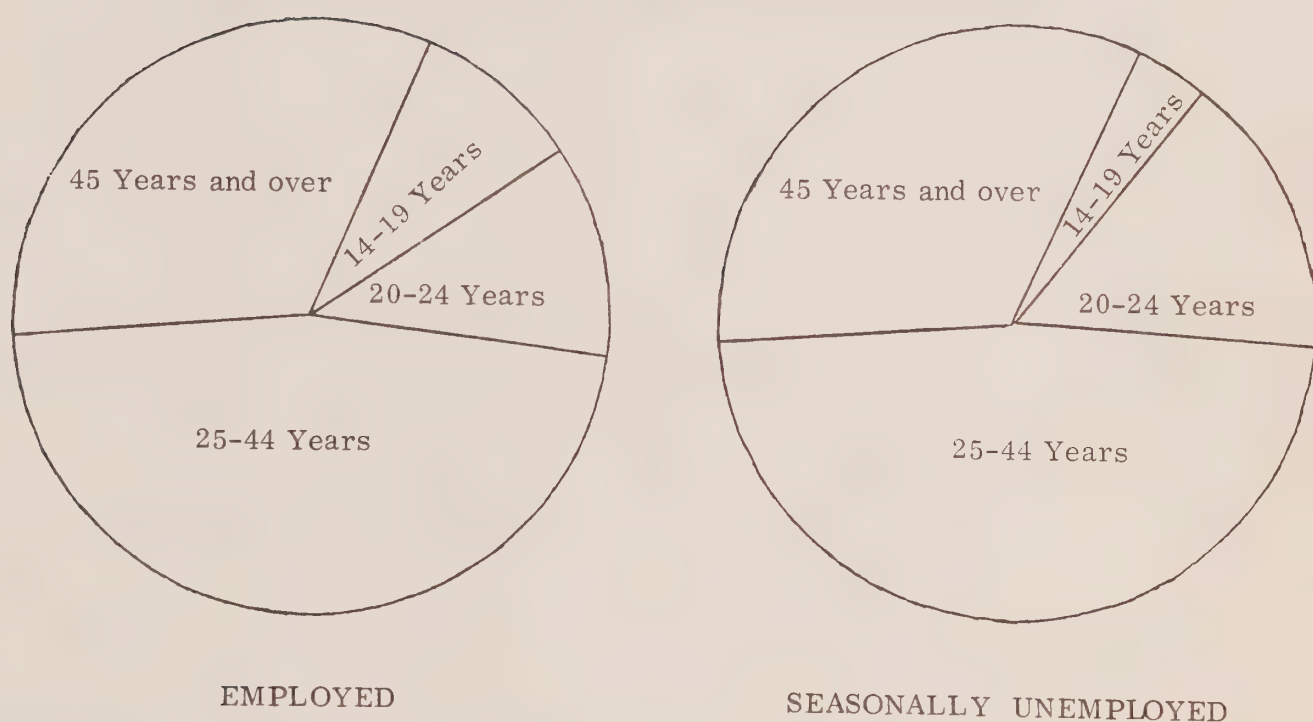 45 Years and over
14-19 Years
20-24 Years
25-44 Years
EMPLOYED
45 Years and over
14-19 Years
20-24 Years
25-44 Years
SEASONALLY UNEMPLOYED